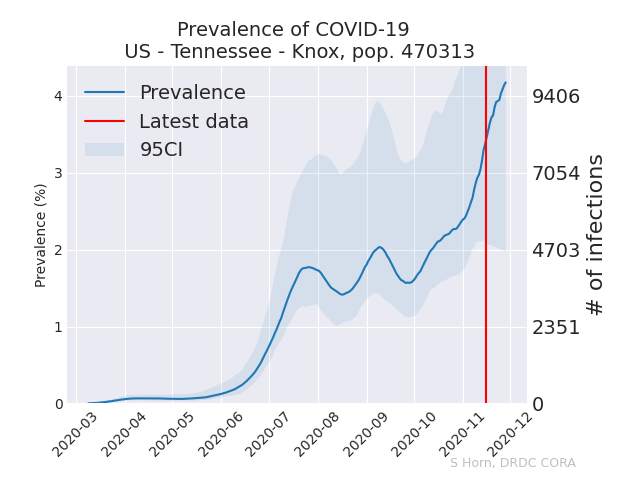 Prevalence of COVID-19
US - Tennessee - Knox, pop. 470313
Prevalence
Latest data
95CI
Prevalence (%)
4
3
2
1
0
9406
7054
4703
2351
0
# of infections
2020-03
2020-04
2020-05
2020-06
2020-07
2020-08
2020-09
2020-10
2020-11
2020-12
S Horn, DRDC CORA